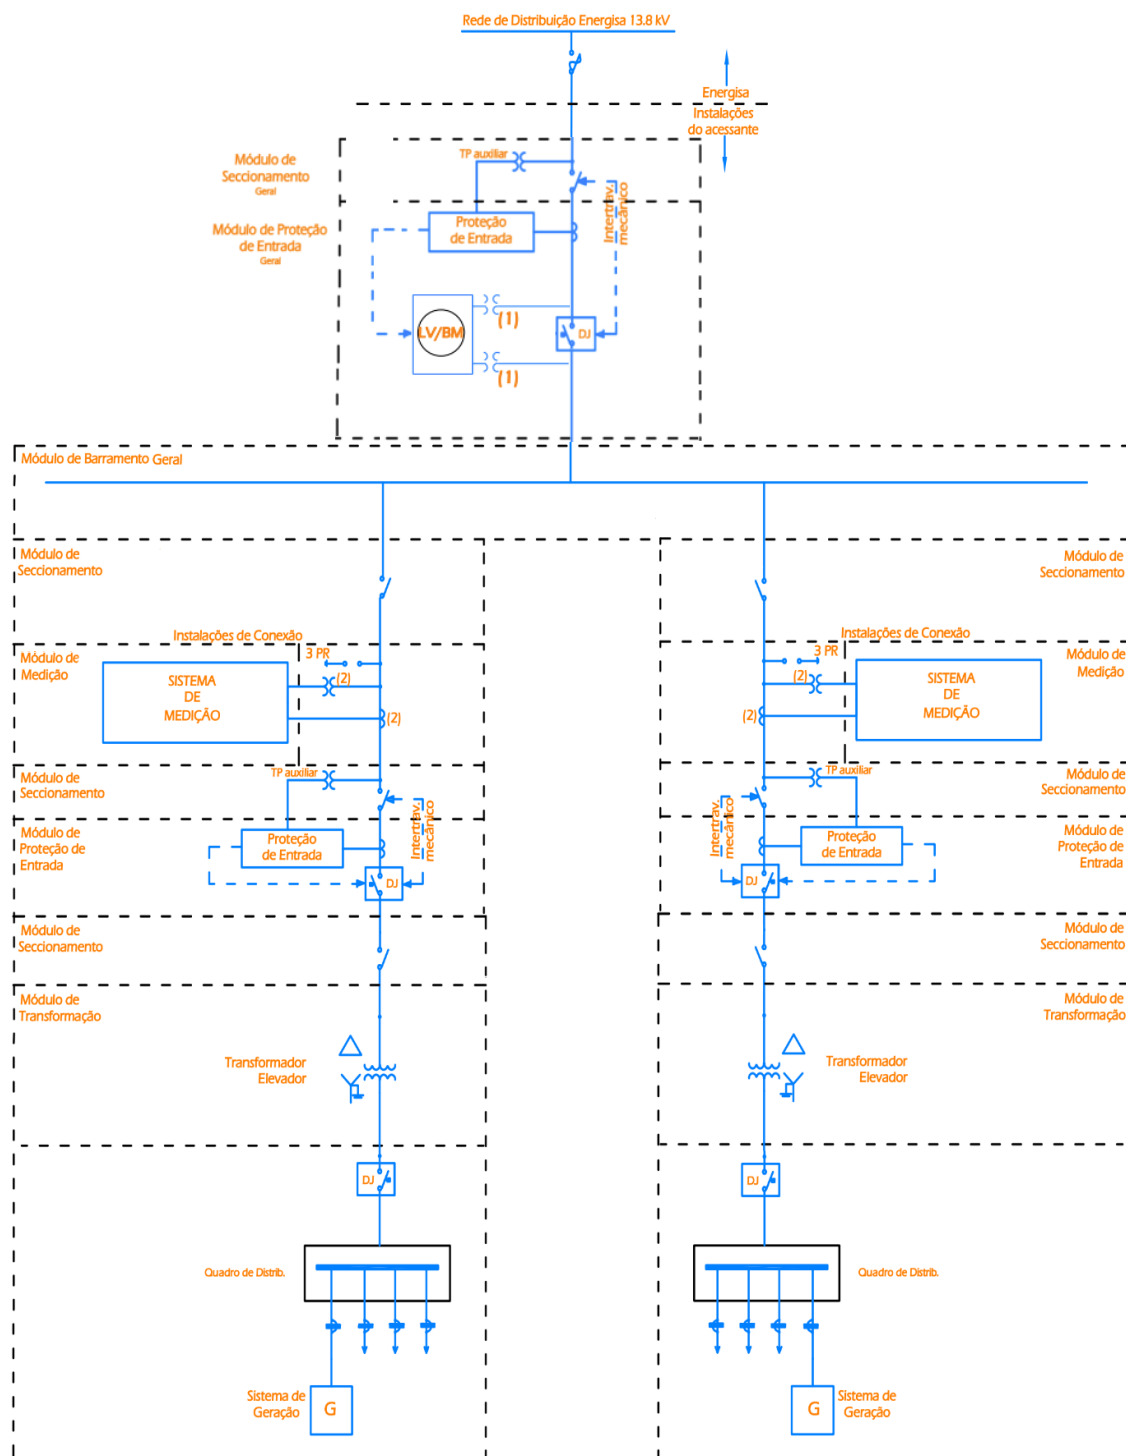 Rede de Distribuição Energisa 13.8 kV
Energisa
Instalações
do acessante
Módulo de
Seccionamento
Geral
TP auxiliar
Intertrav.
mecânico
Módulo de Proteção
de Entrada
Geral
Proteção
de Entrada
LV/BM
(1)
DJ
(1)
Módulo de Barramento Geral
Módulo de
Seccionamento
Módulo de
Seccionamento
Instalações de Conexão
Instalações de Conexão
Módulo de
Medição
SISTEMA
DE
MEDIÇÃO
3 PR
(2)
(2)
3 PR
(2)
(2)
SISTEMA
DE
MEDIÇÃO
Módulo de
Medição
Módulo de
Seccionamento
TP auxiliar
TP auxiliar
Módulo de
Seccionamento
Módulo de
Proteção de
Entrada
Proteção
de Entrada
Intertrav.
mecânico
DJ
Intertrav.
mecânico
DJ
Proteção
de Entrada
Módulo de
Proteção
de Entrada
Módulo de
Seccionamento
Módulo de
Seccionamento
Módulo de
Transformação
Módulo de
Transformação
Transformador
Elevador
Transformador
Elevador
DJ
DJ
Quadro de Distrib.
Quadro de Distrib.
Sistema de
Geração
G
G
Sistema de
Geração